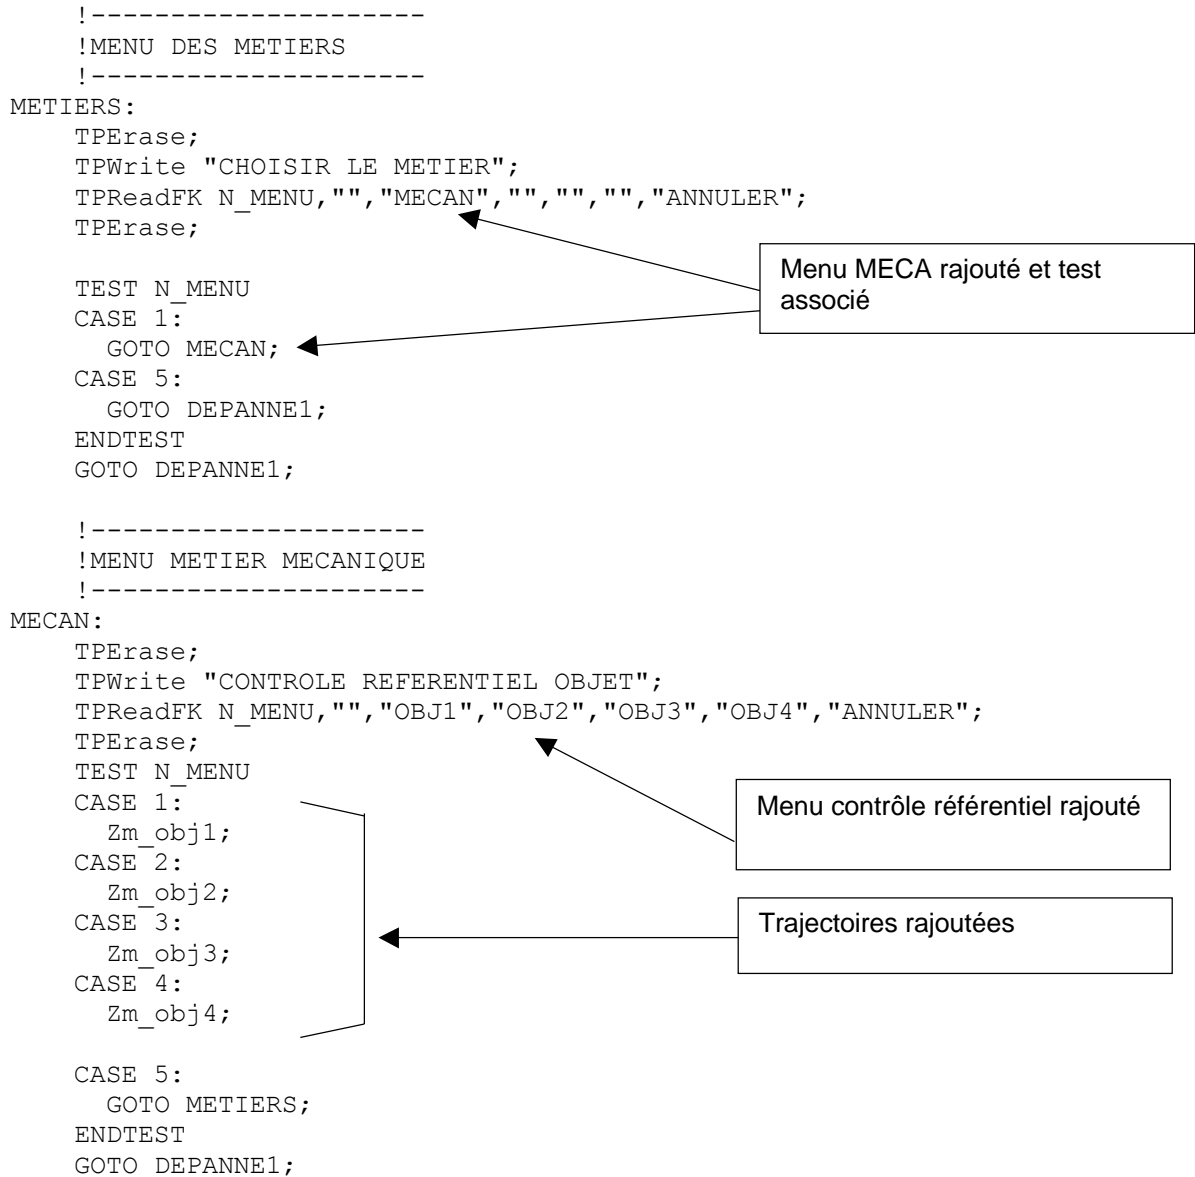 !---------------------
!MENU DES METIERS
!---------------------
METIERS:
TPErase;
TPWrite "CHOISIR LE METIER";
TPReadFK N_MENU,"","MECAN","","","","ANNULER";
TPErase;
Menu MECA rajouté et test
associé
TEST N_MENU
CASE 1:
GOTO MECAN;
CASE 5:
GOTO DEPANNE1;
ENDTEST
GOTO DEPANNE1;
!---------------------
!MENU METIER MECANIQUE
!---------------------
MECAN:
TPErase;
TPWrite "CONTROLE REFERENTIEL OBJET";
TPReadFK N_MENU,"","OBJ1","OBJ2","OBJ3","OBJ4","ANNULER";
TPErase;
TEST N_MENU
CASE 1:
Menu contrôle référentiel rajouté
Zm_obj1;
CASE 2:
Zm_obj2;
CASE 3:
Trajectoires rajoutées
Zm_obj3;
CASE 4:
Zm_obj4;
CASE 5:
GOTO METIERS;
ENDTEST
GOTO DEPANNE1;